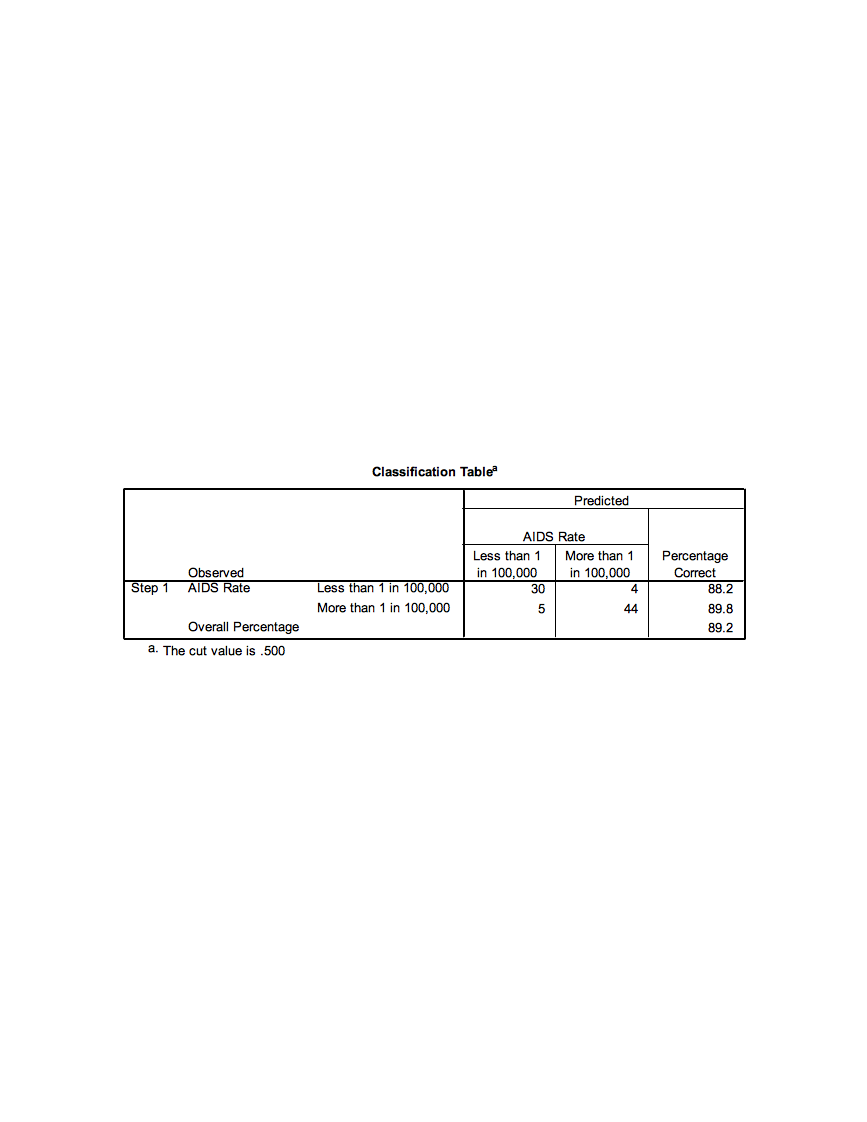 Classification Table a
Predicted
AIDS Rate
Less than 1 More than 1 Percentage
Observed in 100,000 in 100,000 Correct
Step 1 AIDS Rate Less than 1 in 100,000 30 4 88.2
More than 1 in 100,000 5 44 89.8
Overall Percentage 89.2
a. The cut value is .500